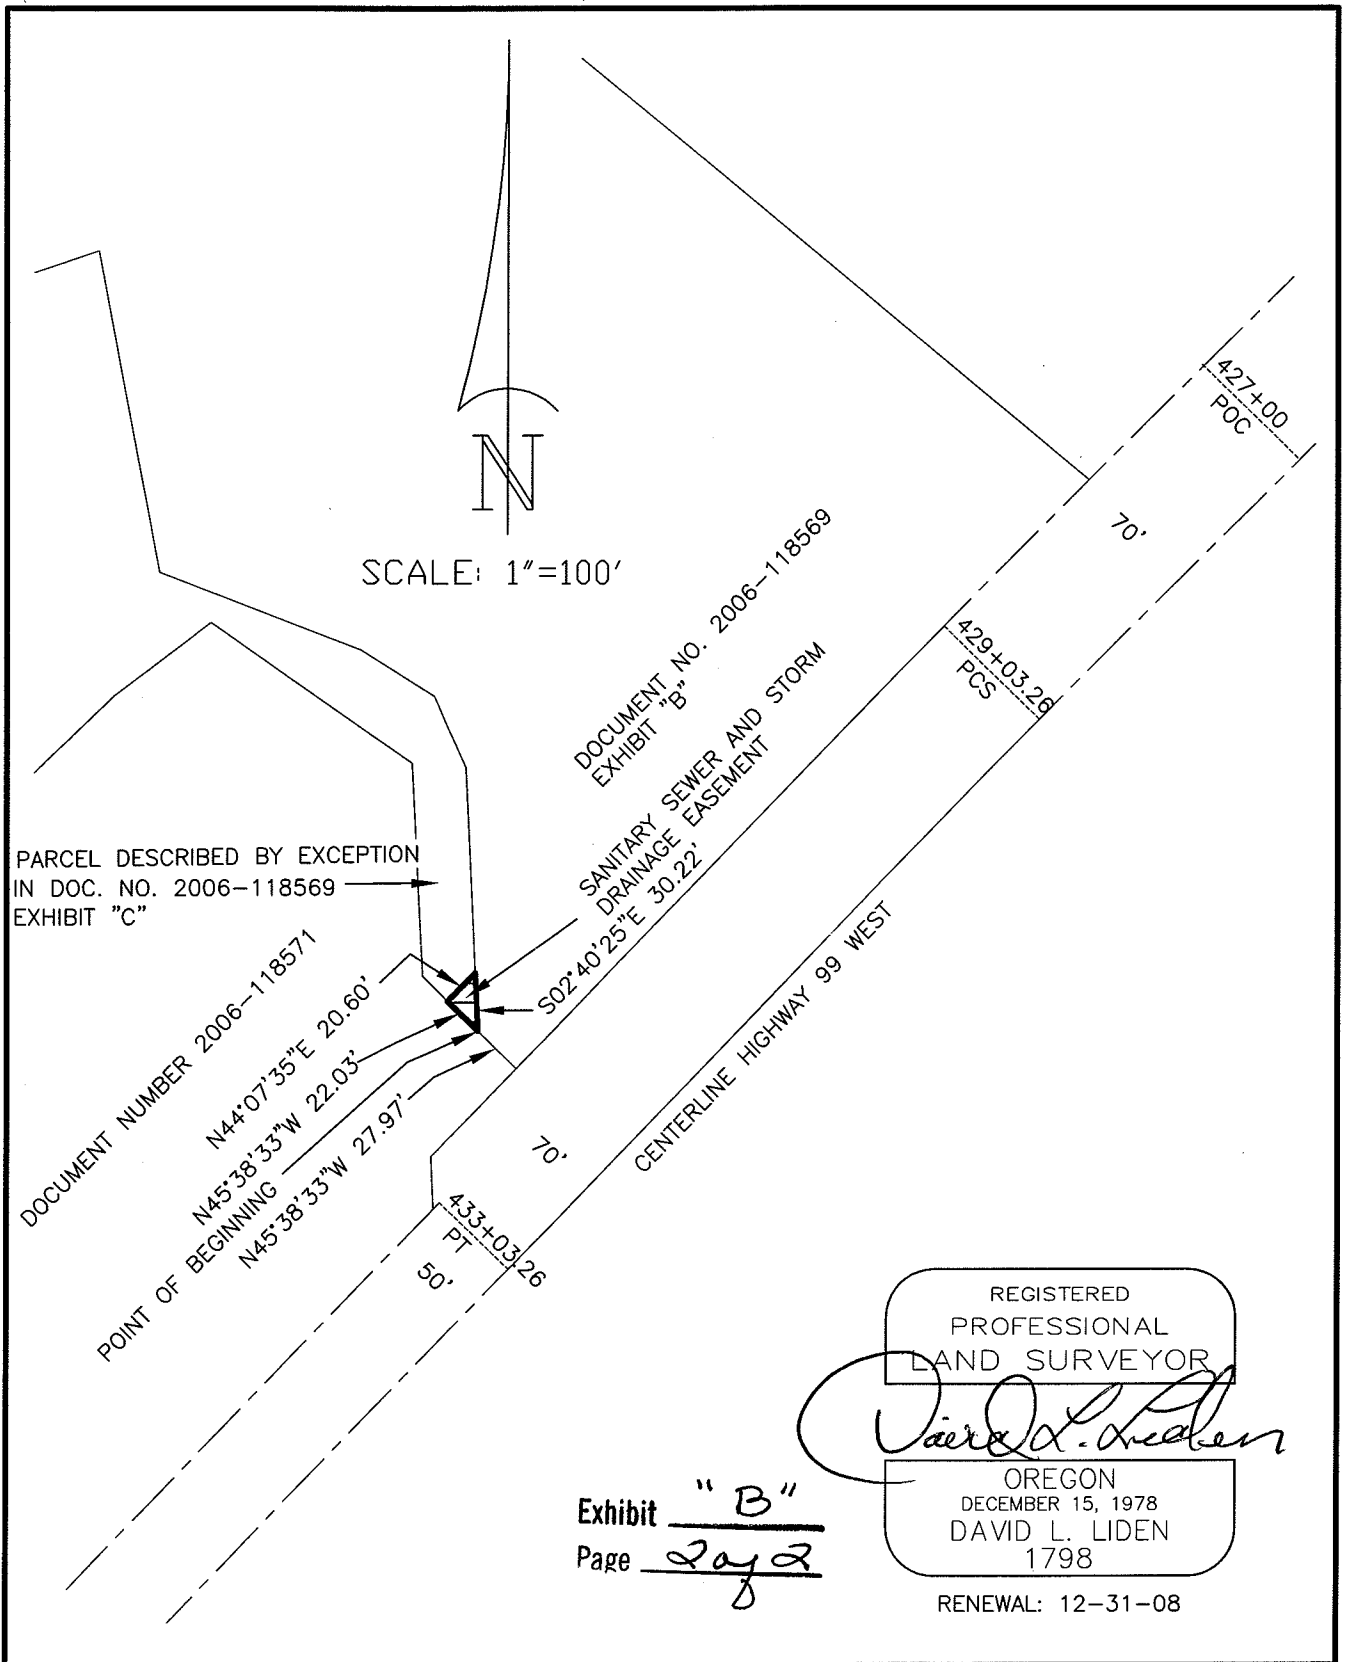 N
SCALE: 1"=100'
427+00
POC
70'
DOCUMENT NO. 2006-118569
EXHIBIT "B"
429+03.26
PCS
SANITARY SEWER AND STORM
DRAINAGE EASEMENT
S02°40'25"E 30.22'
PARCEL DESCRIBED BY EXCEPTION
IN DOC. NO. 2006-118569
EXHIBIT "C"
DOCUMENT NUMBER 2006-118571
N44°07'35"E 20.60'
N45°38'33"W 22.03'
POINT OF BEGINNING
N45°38'33"W 27.97'
CENTERLINE HIGHWAY 99 WEST
70'
433+03.26
PT
50'
REGISTERED
PROFESSIONAL
LAND SURVEYOR
David L. Liden
OREGON
DECEMBER 15, 1978
DAVID L. LIDEN
1798
RENEWAL: 12-31-08
Exhibit "B"
Page 2 of 2